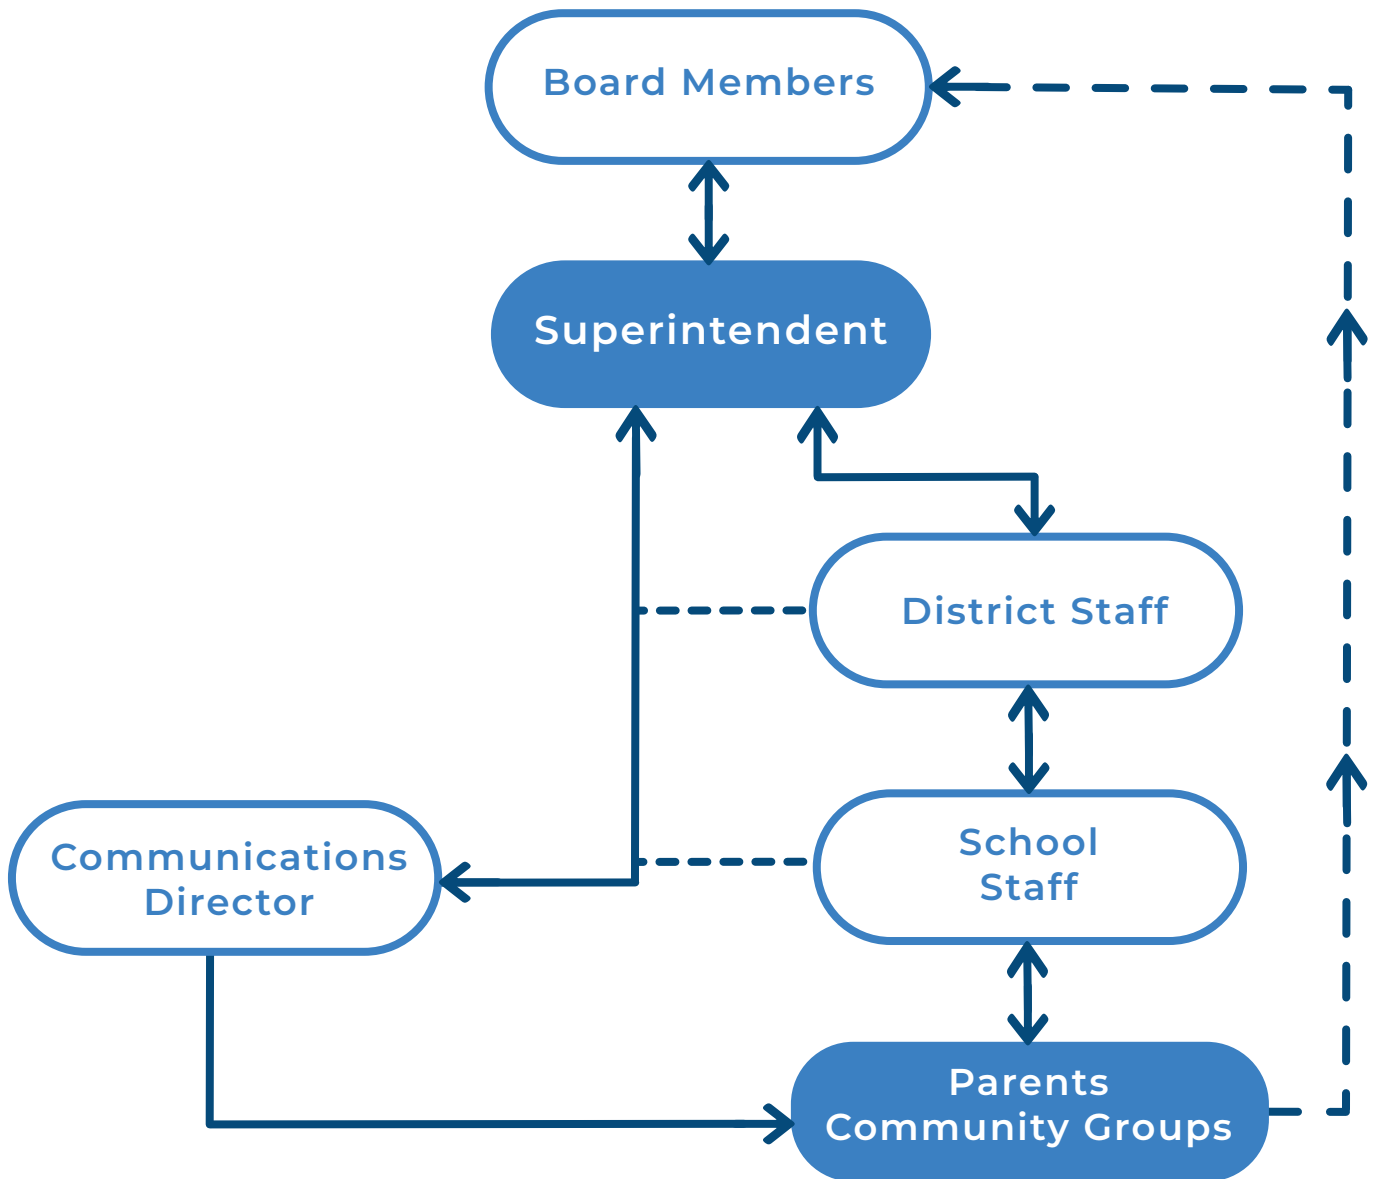 Board Members
Superintendent
District Staff
School
Staff
Communications
Director
Parents
Community Groups